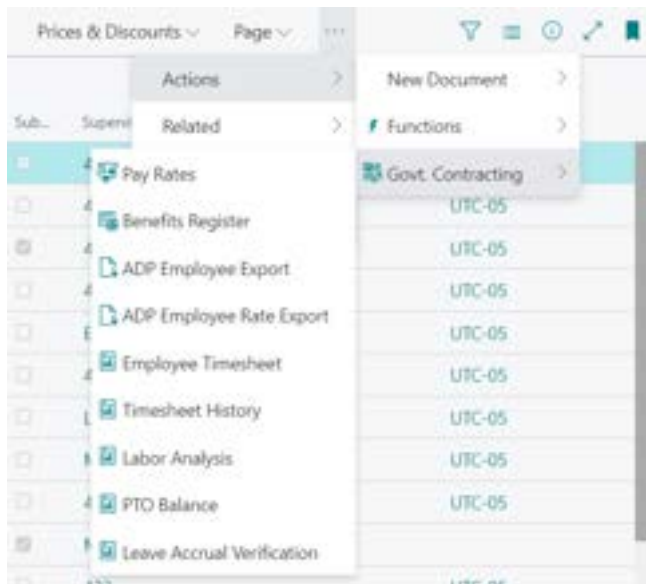 Prices & Discounts Page ...
Actions New Document
Sub... Related Functions
Pay Rates Govt. Contracting
Benefits Register UTC-05
UTC-05
ADP Employee Export
UTC-05
ADP Employee Rate Export
UTC-05
Employee Timesheet
UTC-05
Timesheet History
UTC-05
Labor Analysis
UTC-05
PTO Balance UTC-05
Leave Accrual Verification